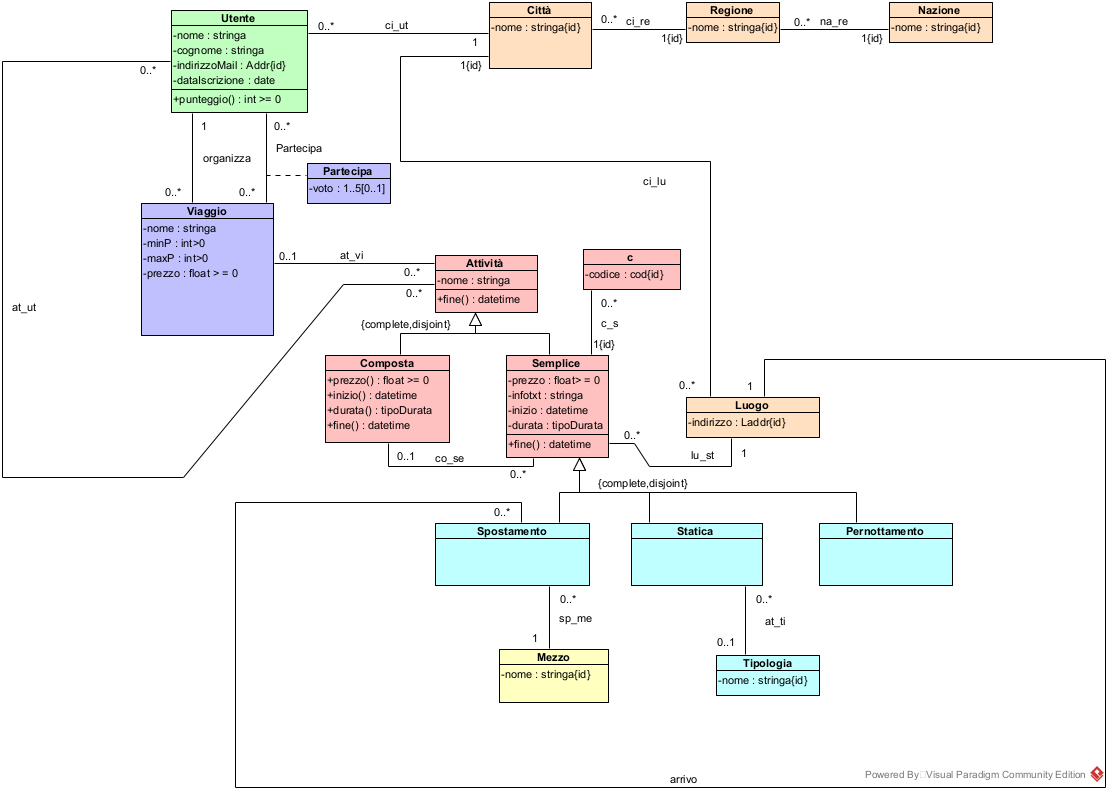 Utente
-nome : stringa
-cognome : stringa
-indirizzoMail : Addr{id}
-dataIscrizione : date
+punteggio() : int >= 0
0..*
ci_ut
1
Città
-nome : stringa{id}
1{id}
0..*
ci_re
1{id}
Regione
-nome : stringa{id}
0..*
na_re
1{id}
Nazione
-nome : stringa{id}
0..*
1
organizza
0..*
0..*
Partecipa
0..*
Partecipa
-voto : 1..5[0..1]
ci_lu
Viaggio
-nome : stringa
-minP : int>0
-maxP : int>0
-prezzo : float > = 0
0..1
at_vi
0..*
0..*
at_ut
Attività
-nome : stringa
+fine() : datetime
c
-codice : cod{id}
0..*
c_s
1{id}
{complete,disjoint}
Composta
+prezzo() : float >= 0
+inizio() : datetime
+durata() : tipoDurata
+fine() : datetime
Semplice
-prezzo : float> = 0
-infotxt : stringa
-inizio : datetime
-durata : tipoDurata
+fine() : datetime
0..*
1
Luogo
-indirizzo : Laddr{id}
0..*
lu_st
1
0..1
co_se
0..*
{complete,disjoint}
0..*
Spostamento
Statica
Pernottamento
0..*
sp_me
1
0..*
at_ti
0..1
Mezzo
-nome : stringa{id}
Tipologia
-nome : stringa{id}
arrivo
Powered By Visual Paradigm Community Edition